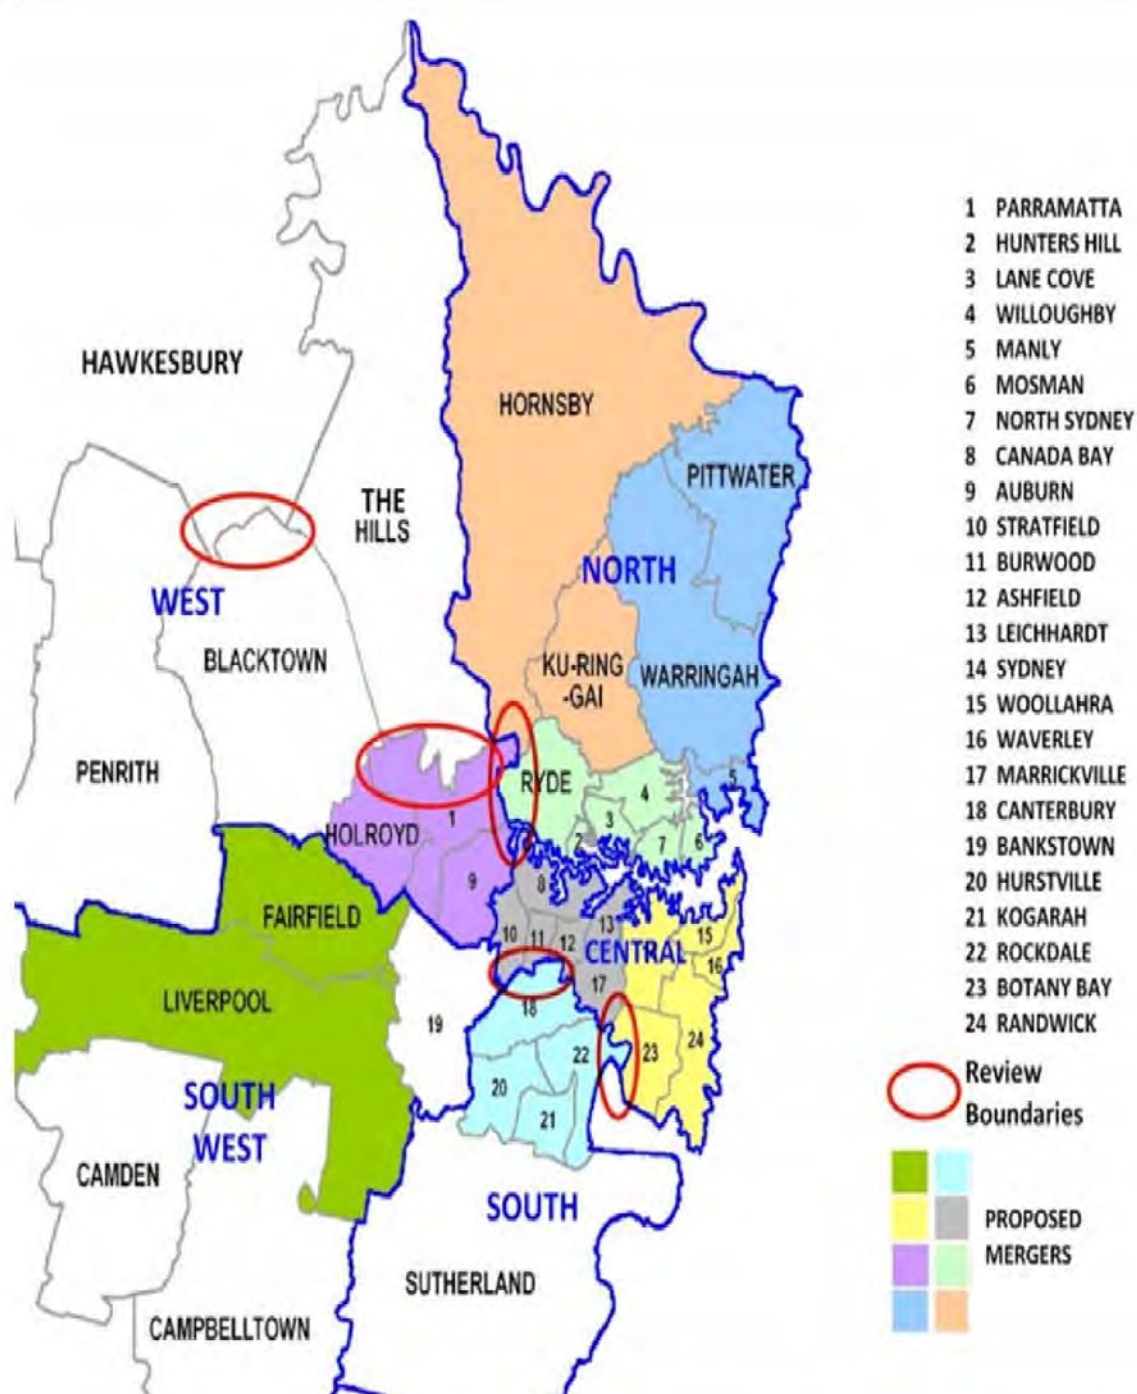 HAWKESBURY
HORNSBY
THE
HILLS
PITTWATER
NORTH
WEST
BLACKTOWN
KU-RING
-GAI
WARRINGAH
PENRITH
RYDE
4
5
HOLROYD
1
3
2
7
6
9
8
FAIRFIELD
10
11
12
13
CENTRAL
15
16
LIVERPOOL
17
18
19
22
23
24
20
21
SOUTH
WEST
CAMDEN
SOUTH
SUTHERLAND
CAMPBELLTOWN
1 PARRAMATTA
2 HUNTERS HILL
3 LANE COVE
4 WILLOUGHBY
5 MANLY
6 MOSMAN
7 NORTH SYDNEY
8 CANADA BAY
9 AUBURN
10 STRATFIELD
11 BURWOOD
12 ASHFIELD
13 LEICHHARDT
14 SYDNEY
15 WOOLLAHRA
16 WAVERLEY
17 MARRICKVILLE
18 CANTERBURY
19 BANKSTOWN
20 HURSTVILLE
21 KOGARAH
22 ROCKDALE
23 BOTANY BAY
24 RANDWICK
Review
Boundaries
PROPOSED
MERGERS